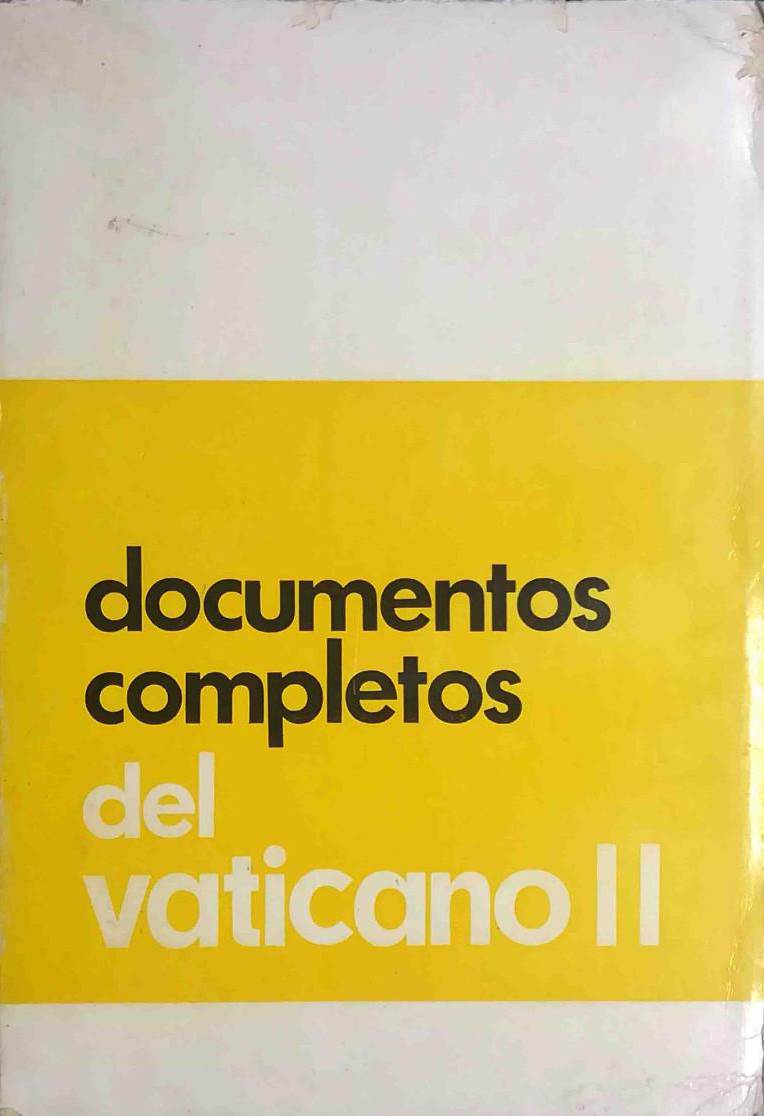 documentos
completos
del
vaticano II